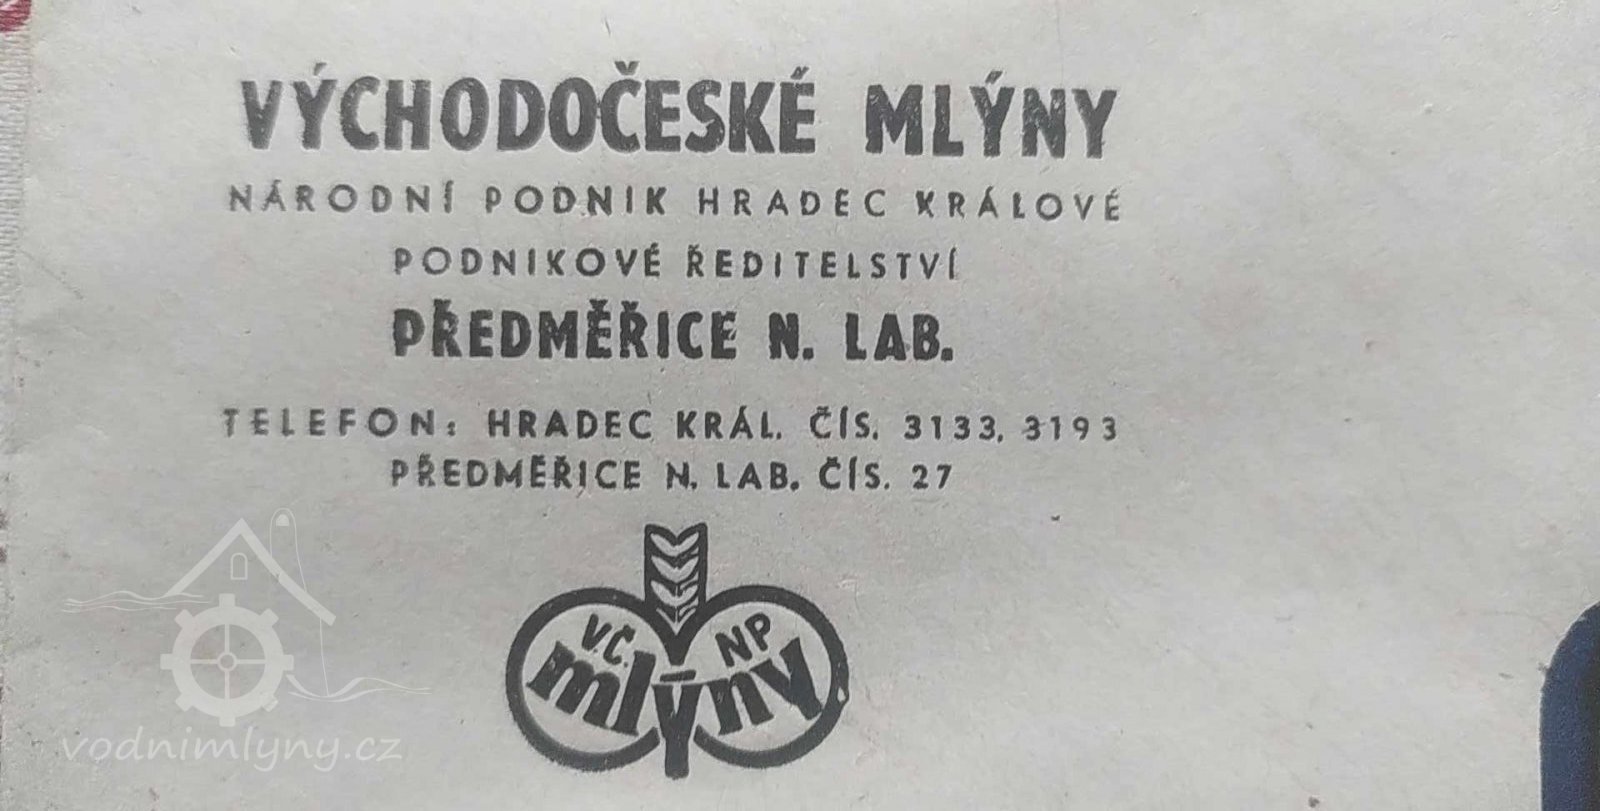 VÝCHODOČESKÉ MLÝNY
NÁRODNÍ PODNIK HRADEC KRÁLOVÉ
PODNIKOVÉ ŘEDITELSTVÍ
PŘEDMĚŘICE N. LAB.
TELEFON: HRADEC KRÁL. ČÍS. 3133, 3193
PŘEDMĚŘICE N. LAB. ČÍS. 27
V.Č. NP
mlýny
vodnimlyny.cz